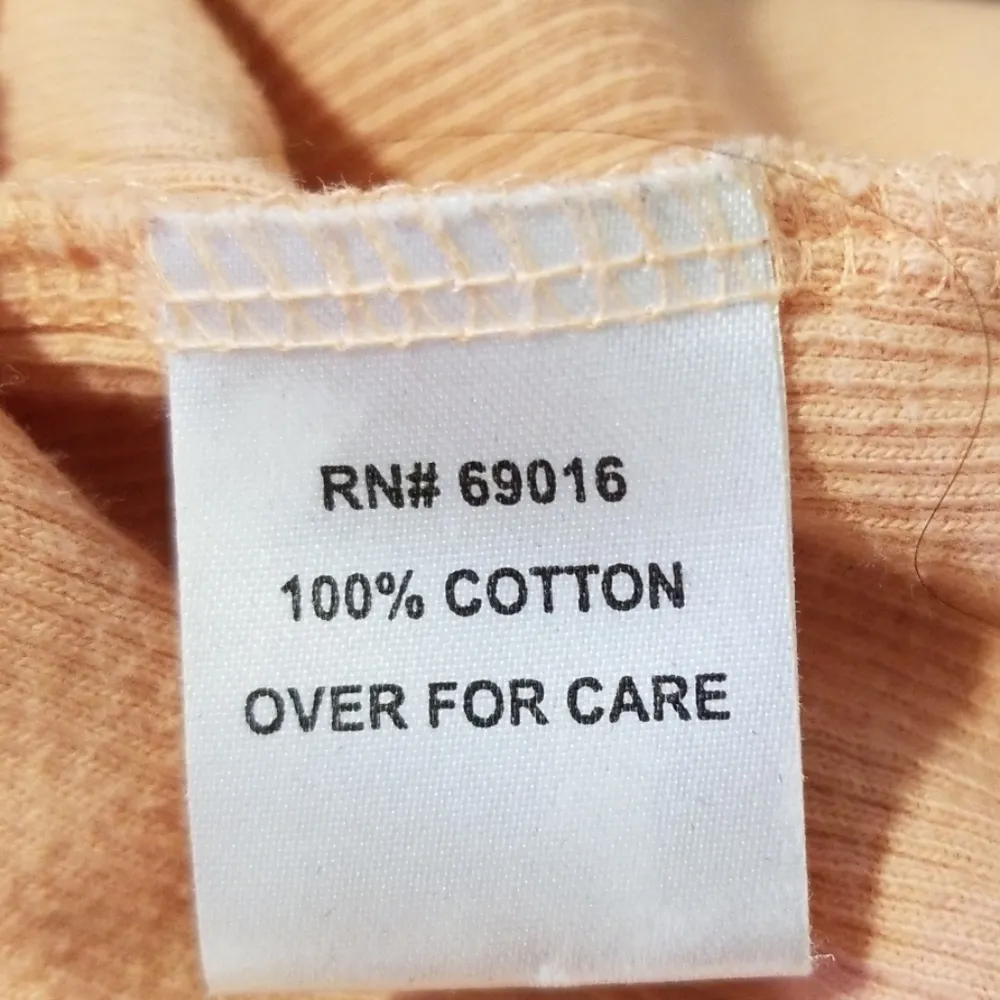 RN# 69016
100% COTTON
OVER FOR CARE